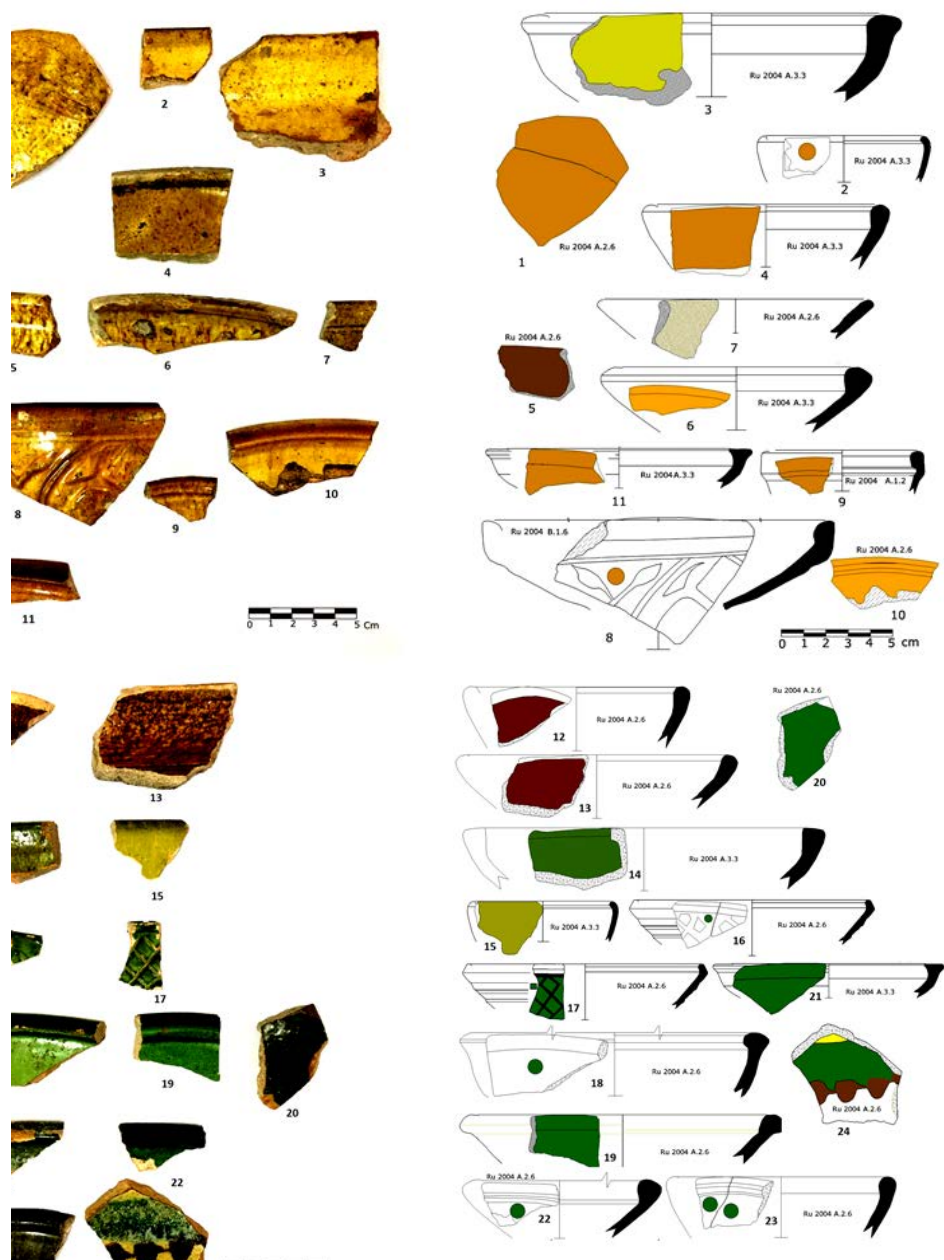 2
3
4
5
6
7
8
9
10
11
0 1 2 3 4 5 Cm
Ru 2004 A.3.3
3
Ru 2004 A.3.3
2
Ru 2004 A.2.6
1
Ru 2004 A.3.3
4
Ru 2004 A.2.6
7
Ru 2004 A.2.6
5
Ru 2004 A.3.3
6
Ru 2004 A.3.3
11
Ru 2004 A.1.2
9
Ru 2004 B.1.6
8
Ru 2004 A.2.6
10
0 1 2 3 4 5 cm
13
15
17
19
20
22
Ru 2004 A.2.6
12
Ru 2004 A.2.6
20
Ru 2004 A.2.6
13
Ru 2004 A.3.3
14
Ru 2004 A.3.3
15
Ru 2004 A.2.6
16
Ru 2004 A.2.6
17
Ru 2004 A.3.3
21
Ru 2004 A.2.6
18
Ru 2004 A.2.6
24
Ru 2004 A.2.6
19
Ru 2004 A.2.6
22
Ru 2004 A.2.6
23